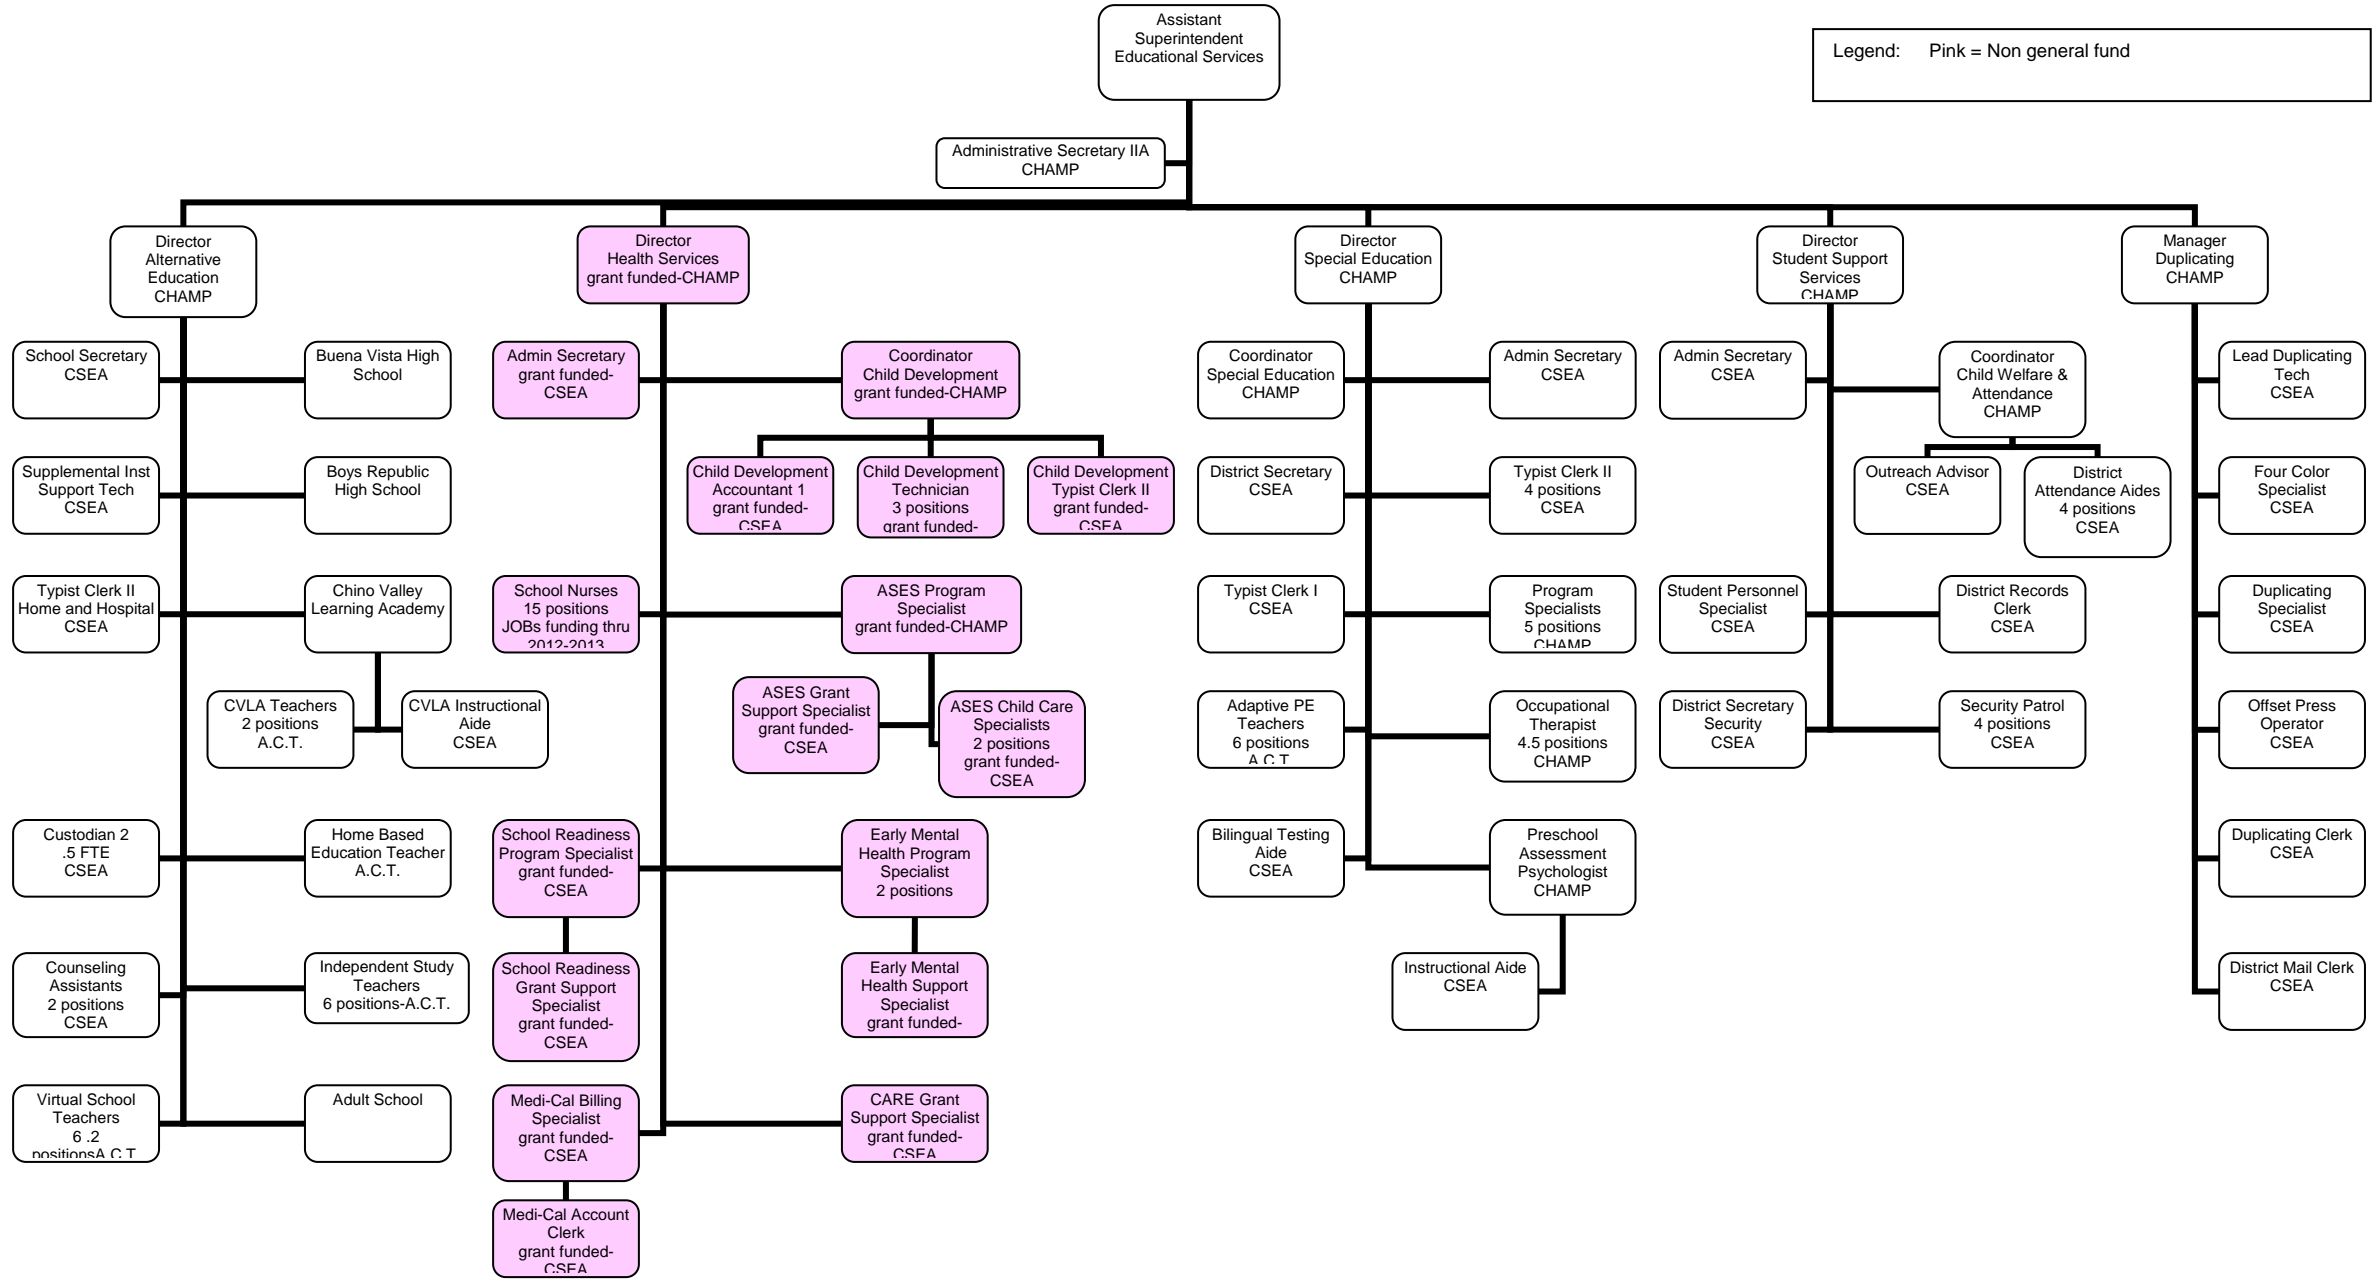 Assistant
Superintendent
Educational Services
Legend: Pink = Non general fund
Administrative Secretary IIA
CHAMP
Director
Alternative
Education
CHAMP
Director
Health Services
grant funded-CHAMP
Director
Special Education
CHAMP
Director
Student Support
Services
CHAMP
Manager
Duplicating
CHAMP
School Secretary
CSEA
Buena Vista High
School
Admin Secretary
grant funded-
CSEA
Coordinator
Child Development
grant funded-CHAMP
Coordinator
Special Education
CHAMP
Admin Secretary
CSEA
Admin Secretary
CSEA
Coordinator
Child Welfare &
Attendance
CHAMP
Lead Duplicating
Tech
CSEA
Supplemental Inst
Support Tech
CSEA
Boys Republic
High School
Child Development
Accountant 1
grant funded-
CSEA
Child Development
Technician
3 positions
grant funded-
Child Development
Typist Clerk II
grant funded-
CSEA
District Secretary
CSEA
Typist Clerk II
4 positions
CSEA
Outreach Advisor
CSEA
District
Attendance Aides
4 positions
CSEA
Four Color
Specialist
CSEA
Typist Clerk II
Home and Hospital
CSEA
Chino Valley
Learning Academy
School Nurses
15 positions
JOBs funding thru
2012-2013
ASES Program
Specialist
grant funded-CHAMP
Typist Clerk I
CSEA
Program
Specialists
5 positions
CHAMP
Student Personnel
Specialist
CSEA
District Records
Clerk
CSEA
Duplicating
Specialist
CSEA
CVLA Teachers
2 positions
A.C.T.
CVLA Instructional
Aide
CSEA
ASES Grant
Support Specialist
grant funded-
CSEA
ASES Child Care
Specialists
2 positions
grant funded-
CSEA
Adaptive PE
Teachers
6 positions
A.C.T.
Occupational
Therapist
4.5 positions
CHAMP
District Secretary
Security
CSEA
Security Patrol
4 positions
CSEA
Offset Press
Operator
CSEA
Custodian 2
.5 FTE
CSEA
Home Based
Education Teacher
A.C.T.
School Readiness
Program Specialist
grant funded-
CSEA
Early Mental
Health Program
Specialist
2 positions
Bilingual Testing
Aide
CSEA
Preschool
Assessment
Psychologist
CHAMP
Duplicating Clerk
CSEA
Counseling
Assistants
2 positions
CSEA
Independent Study
Teachers
6 positions-A.C.T.
School Readiness
Grant Support
Specialist
grant funded-
CSEA
Early Mental
Health Support
Specialist
grant funded-
Instructional Aide
CSEA
District Mail Clerk
CSEA
Virtual School
Teachers
6 .2
positionsA.C.T.
Adult School
Medi-Cal Billing
Specialist
grant funded-
CSEA
CARE Grant
Support Specialist
grant funded-
CSEA
Medi-Cal Account
Clerk
grant funded-
CSEA